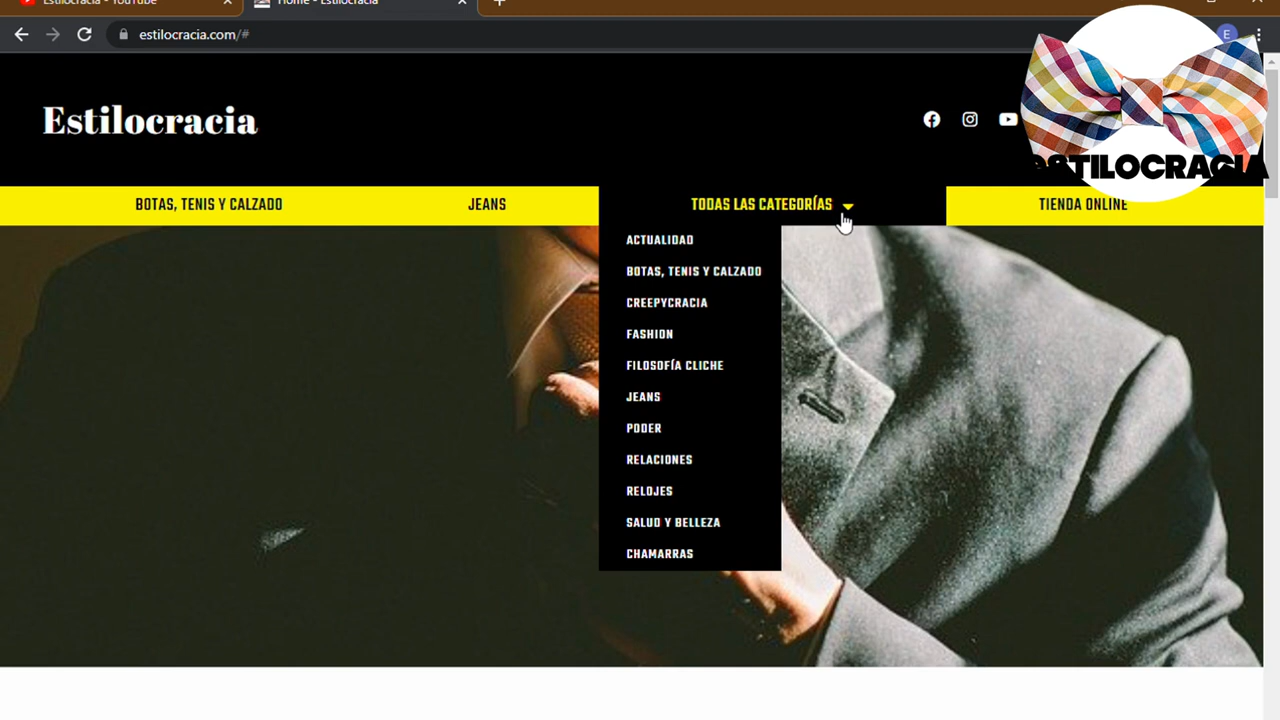 Estilocracia - YouTube
Home - Estilocracia
estilocracia.com/#
E
Estilocracia
ESTILOCRACIA
BOTAS, TENIS Y CALZADO
JEANS
TODAS LAS CATEGORÍAS
TIENDA ONLINE
ACTUALIDAD
BOTAS, TENIS Y CALZADO
CREEPYCRACIA
FASHION
FILOSOFÍA CLICHE
JEANS
PODER
RELACIONES
RELOJES
SALUD Y BELLEZA
CHAMARRAS